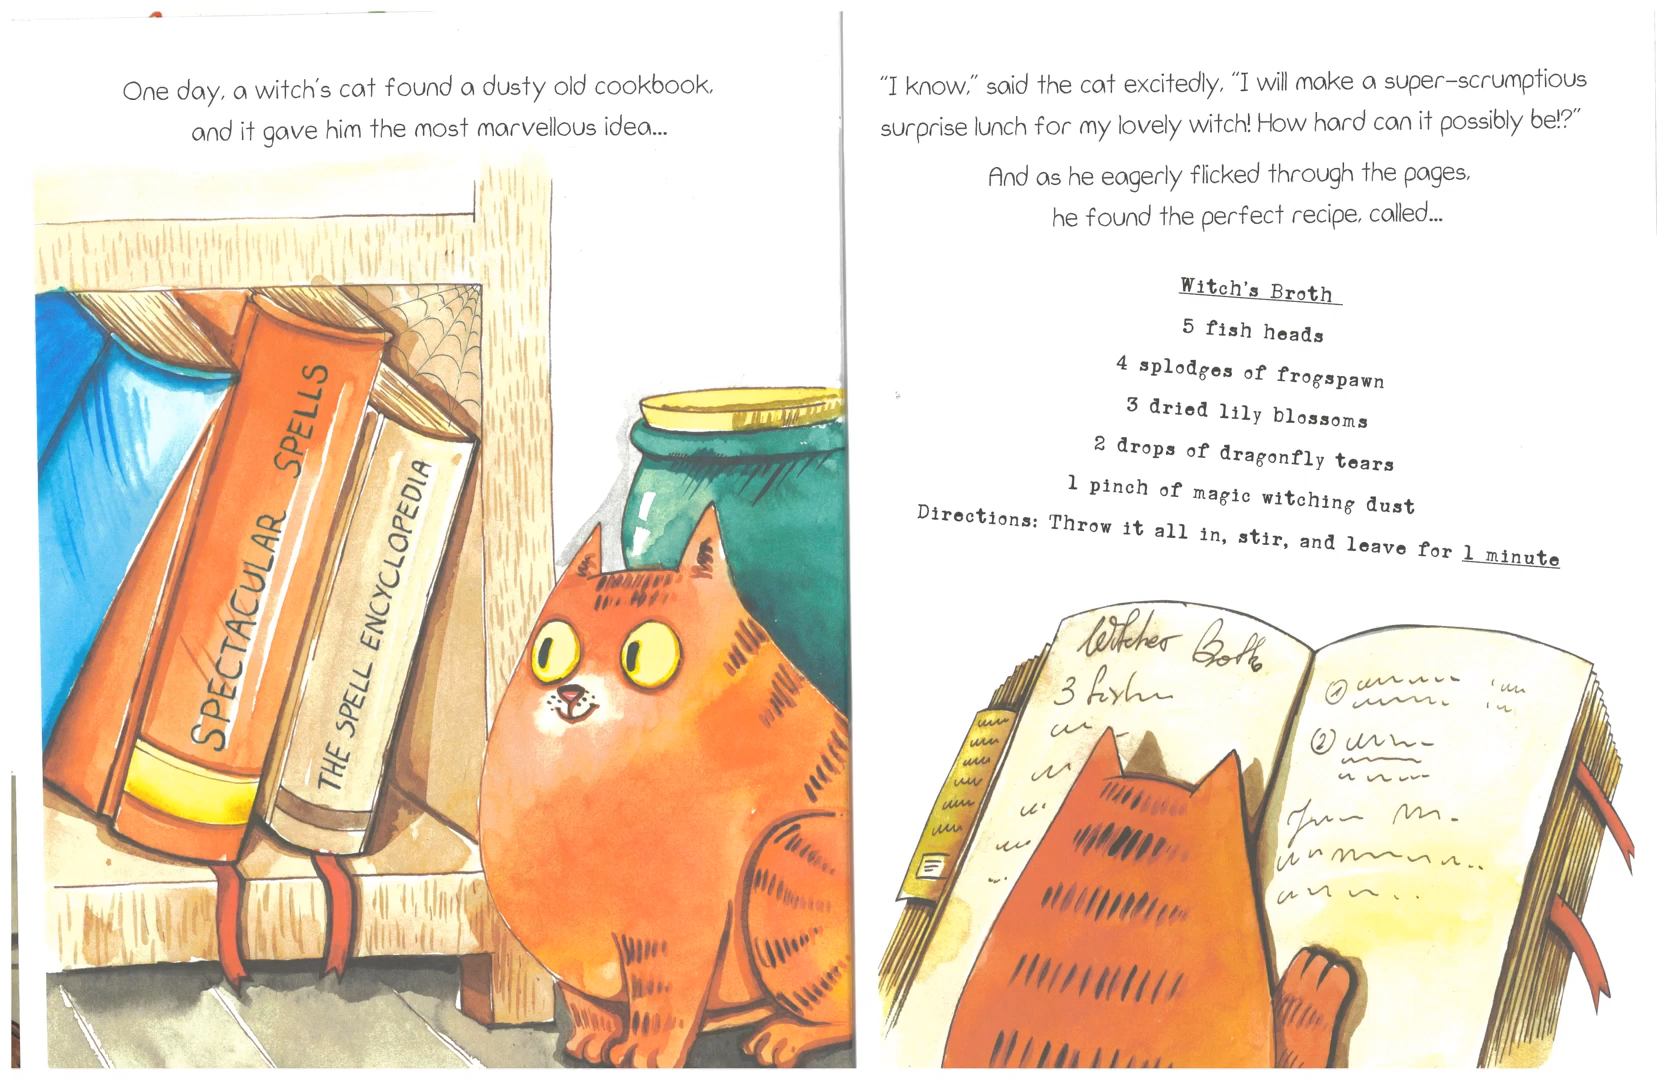 One day, a witch's cat found a dusty old cookbook,
and it gave him the most marvellous idea...
SPECTACULAR SPELLS
THE SPELL ENCYCLOPEDIA
"I know," said the cat excitedly, "I will make a super-scrumptious
surprise lunch for my lovely witch! How hard can it possibly be!?"
And as he eagerly flicked through the pages,
he found the perfect recipe, called...
Witch's Broth
5 fish heads
4 splodges of frogspawn
3 dried lily blossoms
2 drops of dragonfly tears
1 pinch of magic witching dust
Directions: Throw it all in, stir, and leave for 1 minute
Witches
3
1
2